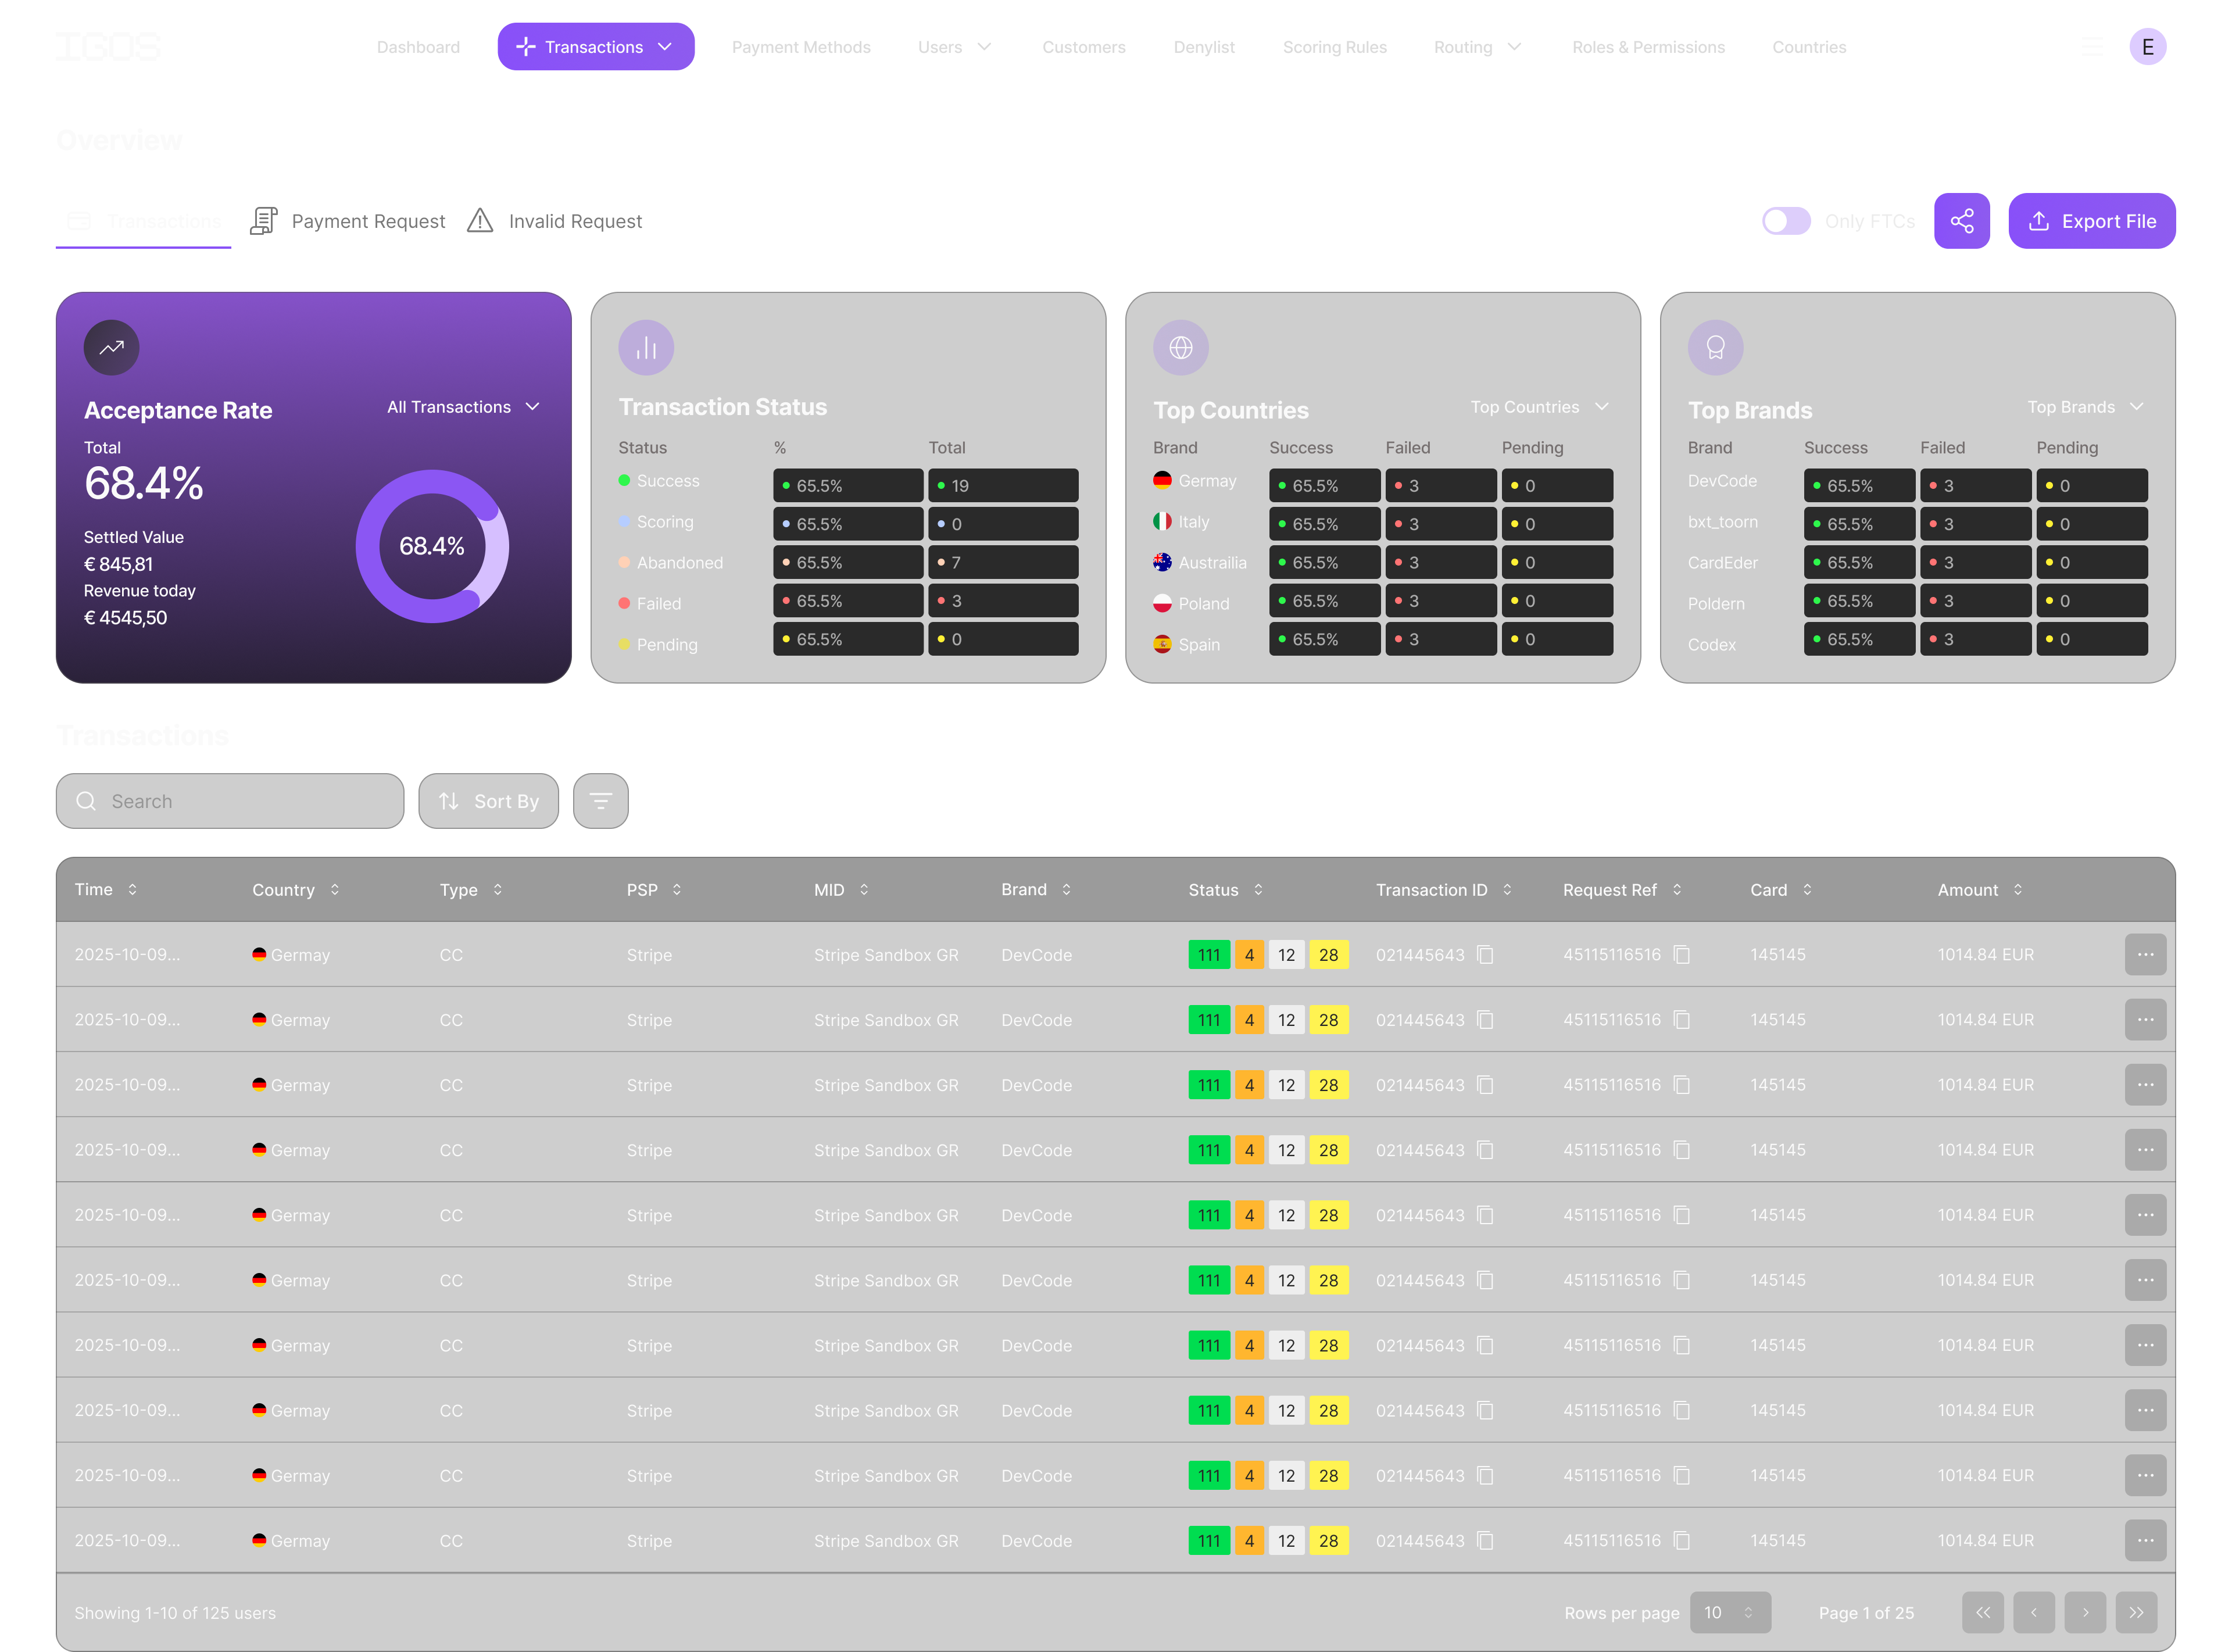 IGOS
Dashboard Transactions Payment Methods Users Customers Denylist Scoring Rules Routing Roles & Permissions Countries E
Overview
Transactions Payment Request Invalid Request Only FTCs Export File
Acceptance Rate All Transactions
Total
68.4%
Settled Value
€ 845,81
Revenue today
€ 4545,50
68.4%
Transaction Status
Status % Total
Success 65.5% 19
Scoring 65.5% 0
Abandoned 65.5% 7
Failed 65.5% 3
Pending 65.5% 0
Top Countries Top Countries
Brand Success Failed Pending
Germay 65.5% 3 0
Italy 65.5% 3 0
Austrailia 65.5% 3 0
Poland 65.5% 3 0
Spain 65.5% 3 0
Top Brands Top Brands
Brand Success Failed Pending
DevCode 65.5% 3 0
bxt_toorn 65.5% 3 0
CardEder 65.5% 3 0
Poldern 65.5% 3 0
Codex 65.5% 3 0
Transactions
Search Sort By
Time Country Type PSP MID Brand Status Transaction ID Request Ref Card Amount
2025-10-09... Germay CC Stripe Stripe Sandbox GR DevCode 111 4 12 28 021445643 45115116516 145145 1014.84 EUR
2025-10-09... Germay CC Stripe Stripe Sandbox GR DevCode 111 4 12 28 021445643 45115116516 145145 1014.84 EUR
2025-10-09... Germay CC Stripe Stripe Sandbox GR DevCode 111 4 12 28 021445643 45115116516 145145 1014.84 EUR
2025-10-09... Germay CC Stripe Stripe Sandbox GR DevCode 111 4 12 28 021445643 45115116516 145145 1014.84 EUR
2025-10-09... Germay CC Stripe Stripe Sandbox GR DevCode 111 4 12 28 021445643 45115116516 145145 1014.84 EUR
2025-10-09... Germay CC Stripe Stripe Sandbox GR DevCode 111 4 12 28 021445643 45115116516 145145 1014.84 EUR
2025-10-09... Germay CC Stripe Stripe Sandbox GR DevCode 111 4 12 28 021445643 45115116516 145145 1014.84 EUR
2025-10-09... Germay CC Stripe Stripe Sandbox GR DevCode 111 4 12 28 021445643 45115116516 145145 1014.84 EUR
2025-10-09... Germay CC Stripe Stripe Sandbox GR DevCode 111 4 12 28 021445643 45115116516 145145 1014.84 EUR
2025-10-09... Germay CC Stripe Stripe Sandbox GR DevCode 111 4 12 28 021445643 45115116516 145145 1014.84 EUR
Showing 1-10 of 125 users Rows per page 10 Page 1 of 25